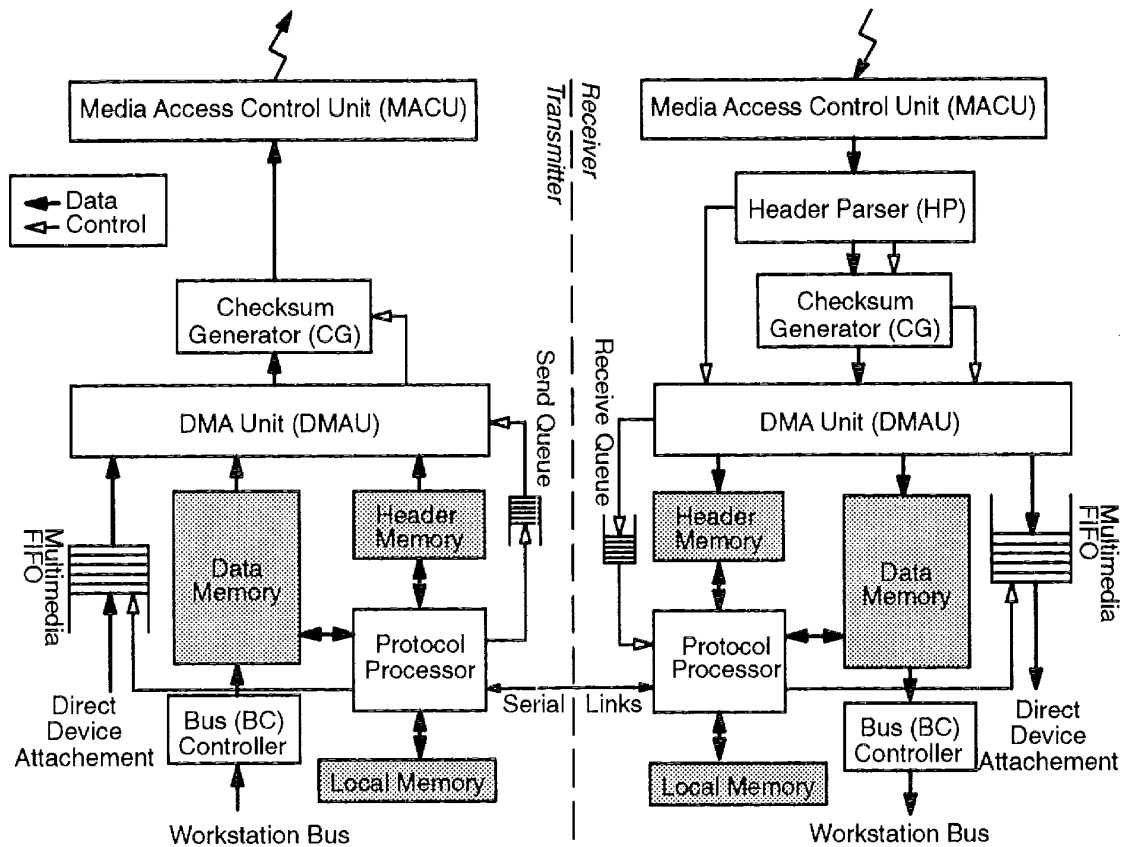 Media Access Control Unit (MACU)
Data
Control
Checksum
Generator (CG)
DMA Unit (DMAU)
Send Queue
Multimedia
FIFO
Data
Memory
Header
Memory
Protocol
Processor
Direct
Device
Attachement
Bus (BC)
Controller
Local Memory
Workstation Bus
Receiver
Transmitter
Serial Links
Media Access Control Unit (MACU)
Header Parser (HP)
Checksum
Generator (CG)
Receive Queue
DMA Unit (DMAU)
Header
Memory
Data
Memory
Multimedia
FIFO
Protocol
Processor
Bus (BC)
Controller
Direct
Device
Attachement
Local Memory
Workstation Bus